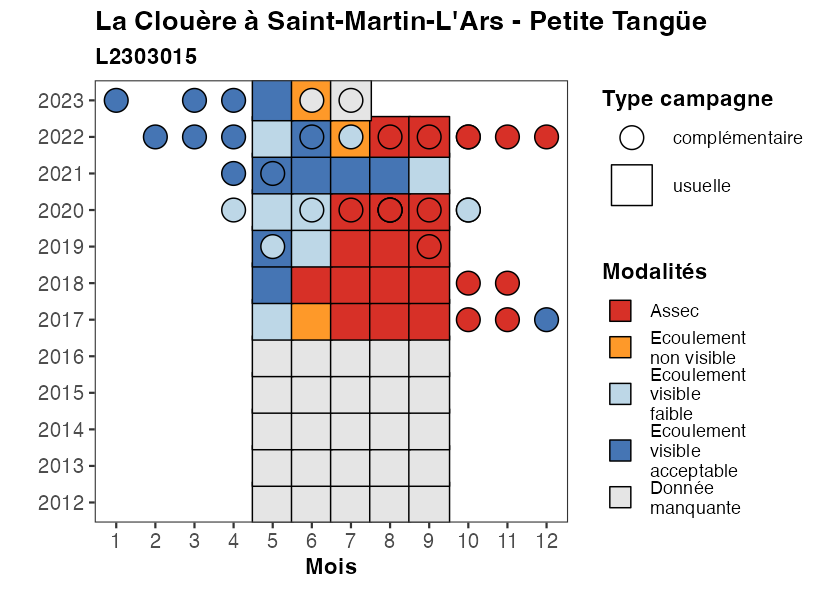 La Clouère à Saint-Martin-L'Ars - Petite Tangüe
L2303015
2023
2022
2021
2020
2019
2018
2017
2016
2015
2014
2013
2012
1 2 3 4 5 6 7 8 9 10 11 12
Mois
Type campagne
complémentaire
usuelle
Modalités
Assec
Ecoulement
non visible
Ecoulement
visible
faible
Ecoulement
visible
acceptable
Donnée
manquante